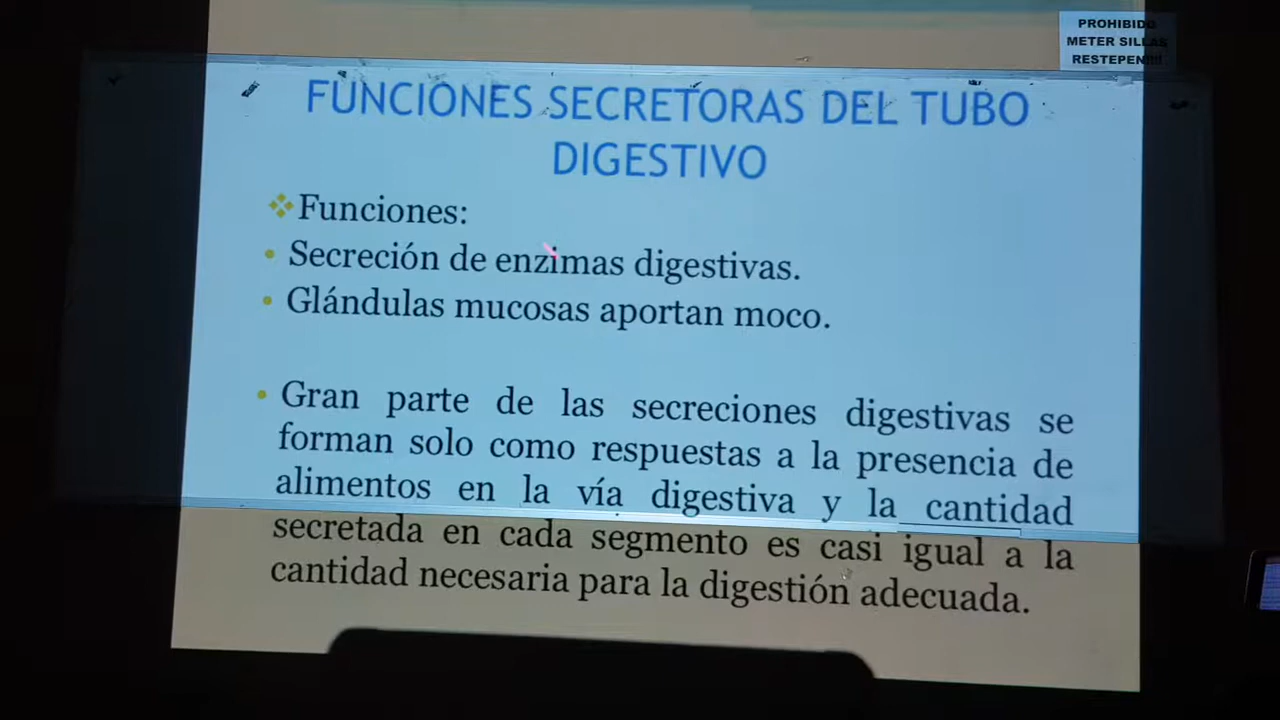 PROHIBIDO
METER SILLAS
RESTEPEN!!!!
FUNCIONES SECRETORAS DEL TUBO
DIGESTIVO
Funciones:
• Secreción de enzimas digestivas.
• Glándulas mucosas aportan moco.
• Gran parte de las secreciones digestivas se
forman solo como respuestas a la presencia de
alimentos en la vía digestiva y la cantidad
secretada en cada segmento es casi igual a la
cantidad necesaria para la digestión adecuada.